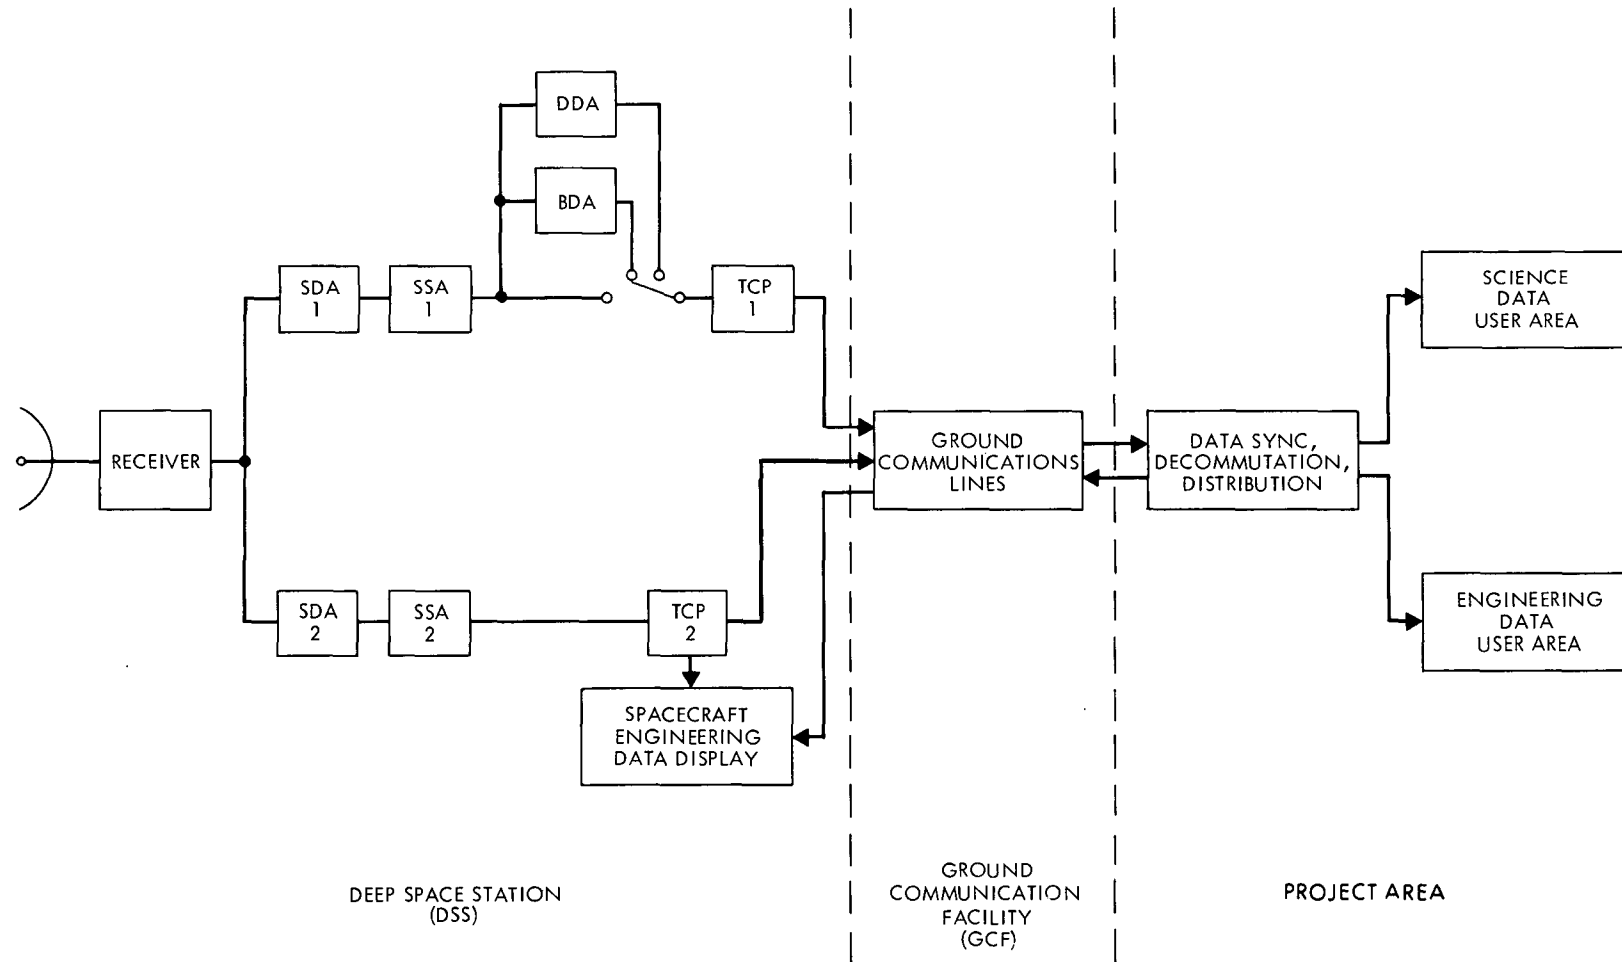 DDA
BDA
SDA
1
SSA
1
TCP
1
SCIENCE
DATA
USER AREA
RECEIVER
GROUND
COMMUNICATIONS
LINES
DATA SYNC,
DECOMMUTATION,
DISTRIBUTION
SDA
2
SSA
2
TCP
2
ENGINEERING
DATA
USER AREA
SPACECRAFT
ENGINEERING
DATA DISPLAY
DEEP SPACE STATION
(DSS)
GROUND
COMMUNICATION
FACILITY
(GCF)
PROJECT AREA